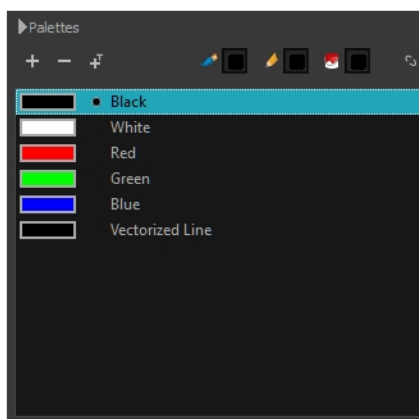 Palettes
Black
White
Red
Green
Blue
Vectorized Line